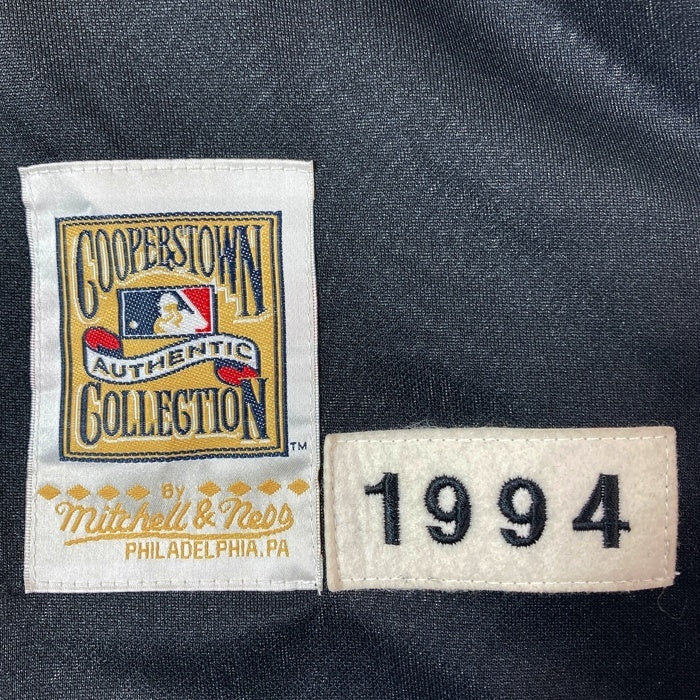 COOPERSTOWN
AUTHENTIC
COLLECTION
TM
BY
Mitchell & Ness
PHILADELPHIA, PA
1994